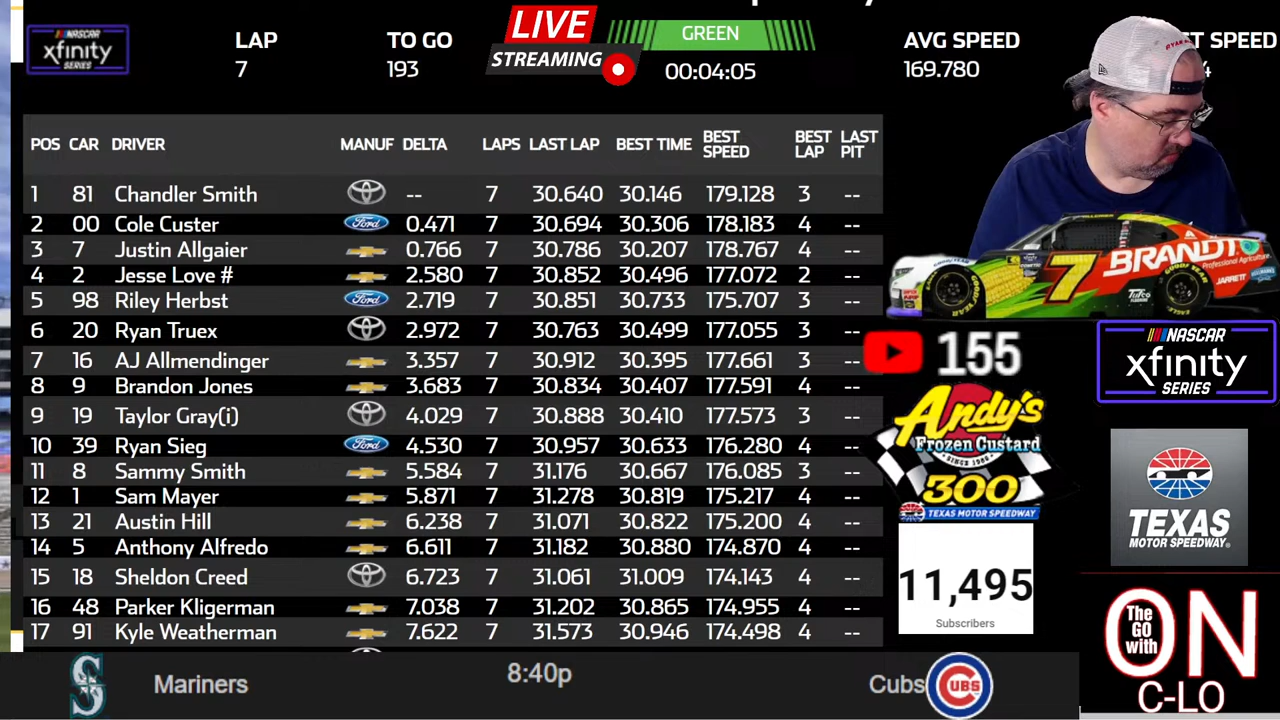 NASCAR
xfinity
SERIES
LAP
7
TO GO
193
LIVE
STREAMING
GREEN
00:04:05
AVG SPEED
169.780
T SPEED
4
POS CAR DRIVER MANUF DELTA LAPS LAST LAP BEST TIME BEST SPEED BEST LAP LAST PIT
1 81 Chandler Smith -- 7 30.640 30.146 179.128 3 --
2 00 Cole Custer Ford 0.471 7 30.694 30.306 178.183 4 --
3 7 Justin Allgaier 0.766 7 30.786 30.207 178.767 4 --
4 2 Jesse Love # 2.580 7 30.852 30.496 177.072 2 --
5 98 Riley Herbst Ford 2.719 7 30.851 30.733 175.707 3 --
6 20 Ryan Truex 2.972 7 30.763 30.499 177.055 3 --
7 16 AJ Allmendinger 3.357 7 30.912 30.395 177.661 3 --
8 9 Brandon Jones 3.683 7 30.834 30.407 177.591 4 --
9 19 Taylor Gray(i) 4.029 7 30.888 30.410 177.573 3 --
10 39 Ryan Sieg Ford 4.530 7 30.957 30.633 176.280 4 --
11 8 Sammy Smith 5.584 7 31.176 30.667 176.085 3 --
12 1 Sam Mayer 5.871 7 31.278 30.819 175.217 4 --
13 21 Austin Hill 6.238 7 31.071 30.822 175.200 4 --
14 5 Anthony Alfredo 6.611 7 31.182 30.880 174.870 4 --
15 18 Sheldon Creed 6.723 7 31.061 31.009 174.143 4 --
16 48 Parker Kligerman 7.038 7 31.202 30.865 174.955 4 --
17 91 Kyle Weatherman 7.622 7 31.573 30.946 174.498 4 --
7 BRANDT
Professional Agriculture
JARRETT
GOODYEAR
EAGLE
155
NASCAR
xfinity
SERIES
Andy's
Frozen Custard
SINCE 1986
300
TEXAS MOTOR SPEEDWAY
TEXAS
MOTOR SPEEDWAY
11,495
Subscribers
The GO with ON
C-LO
S
Mariners
8:40p
Cubs
CUBS